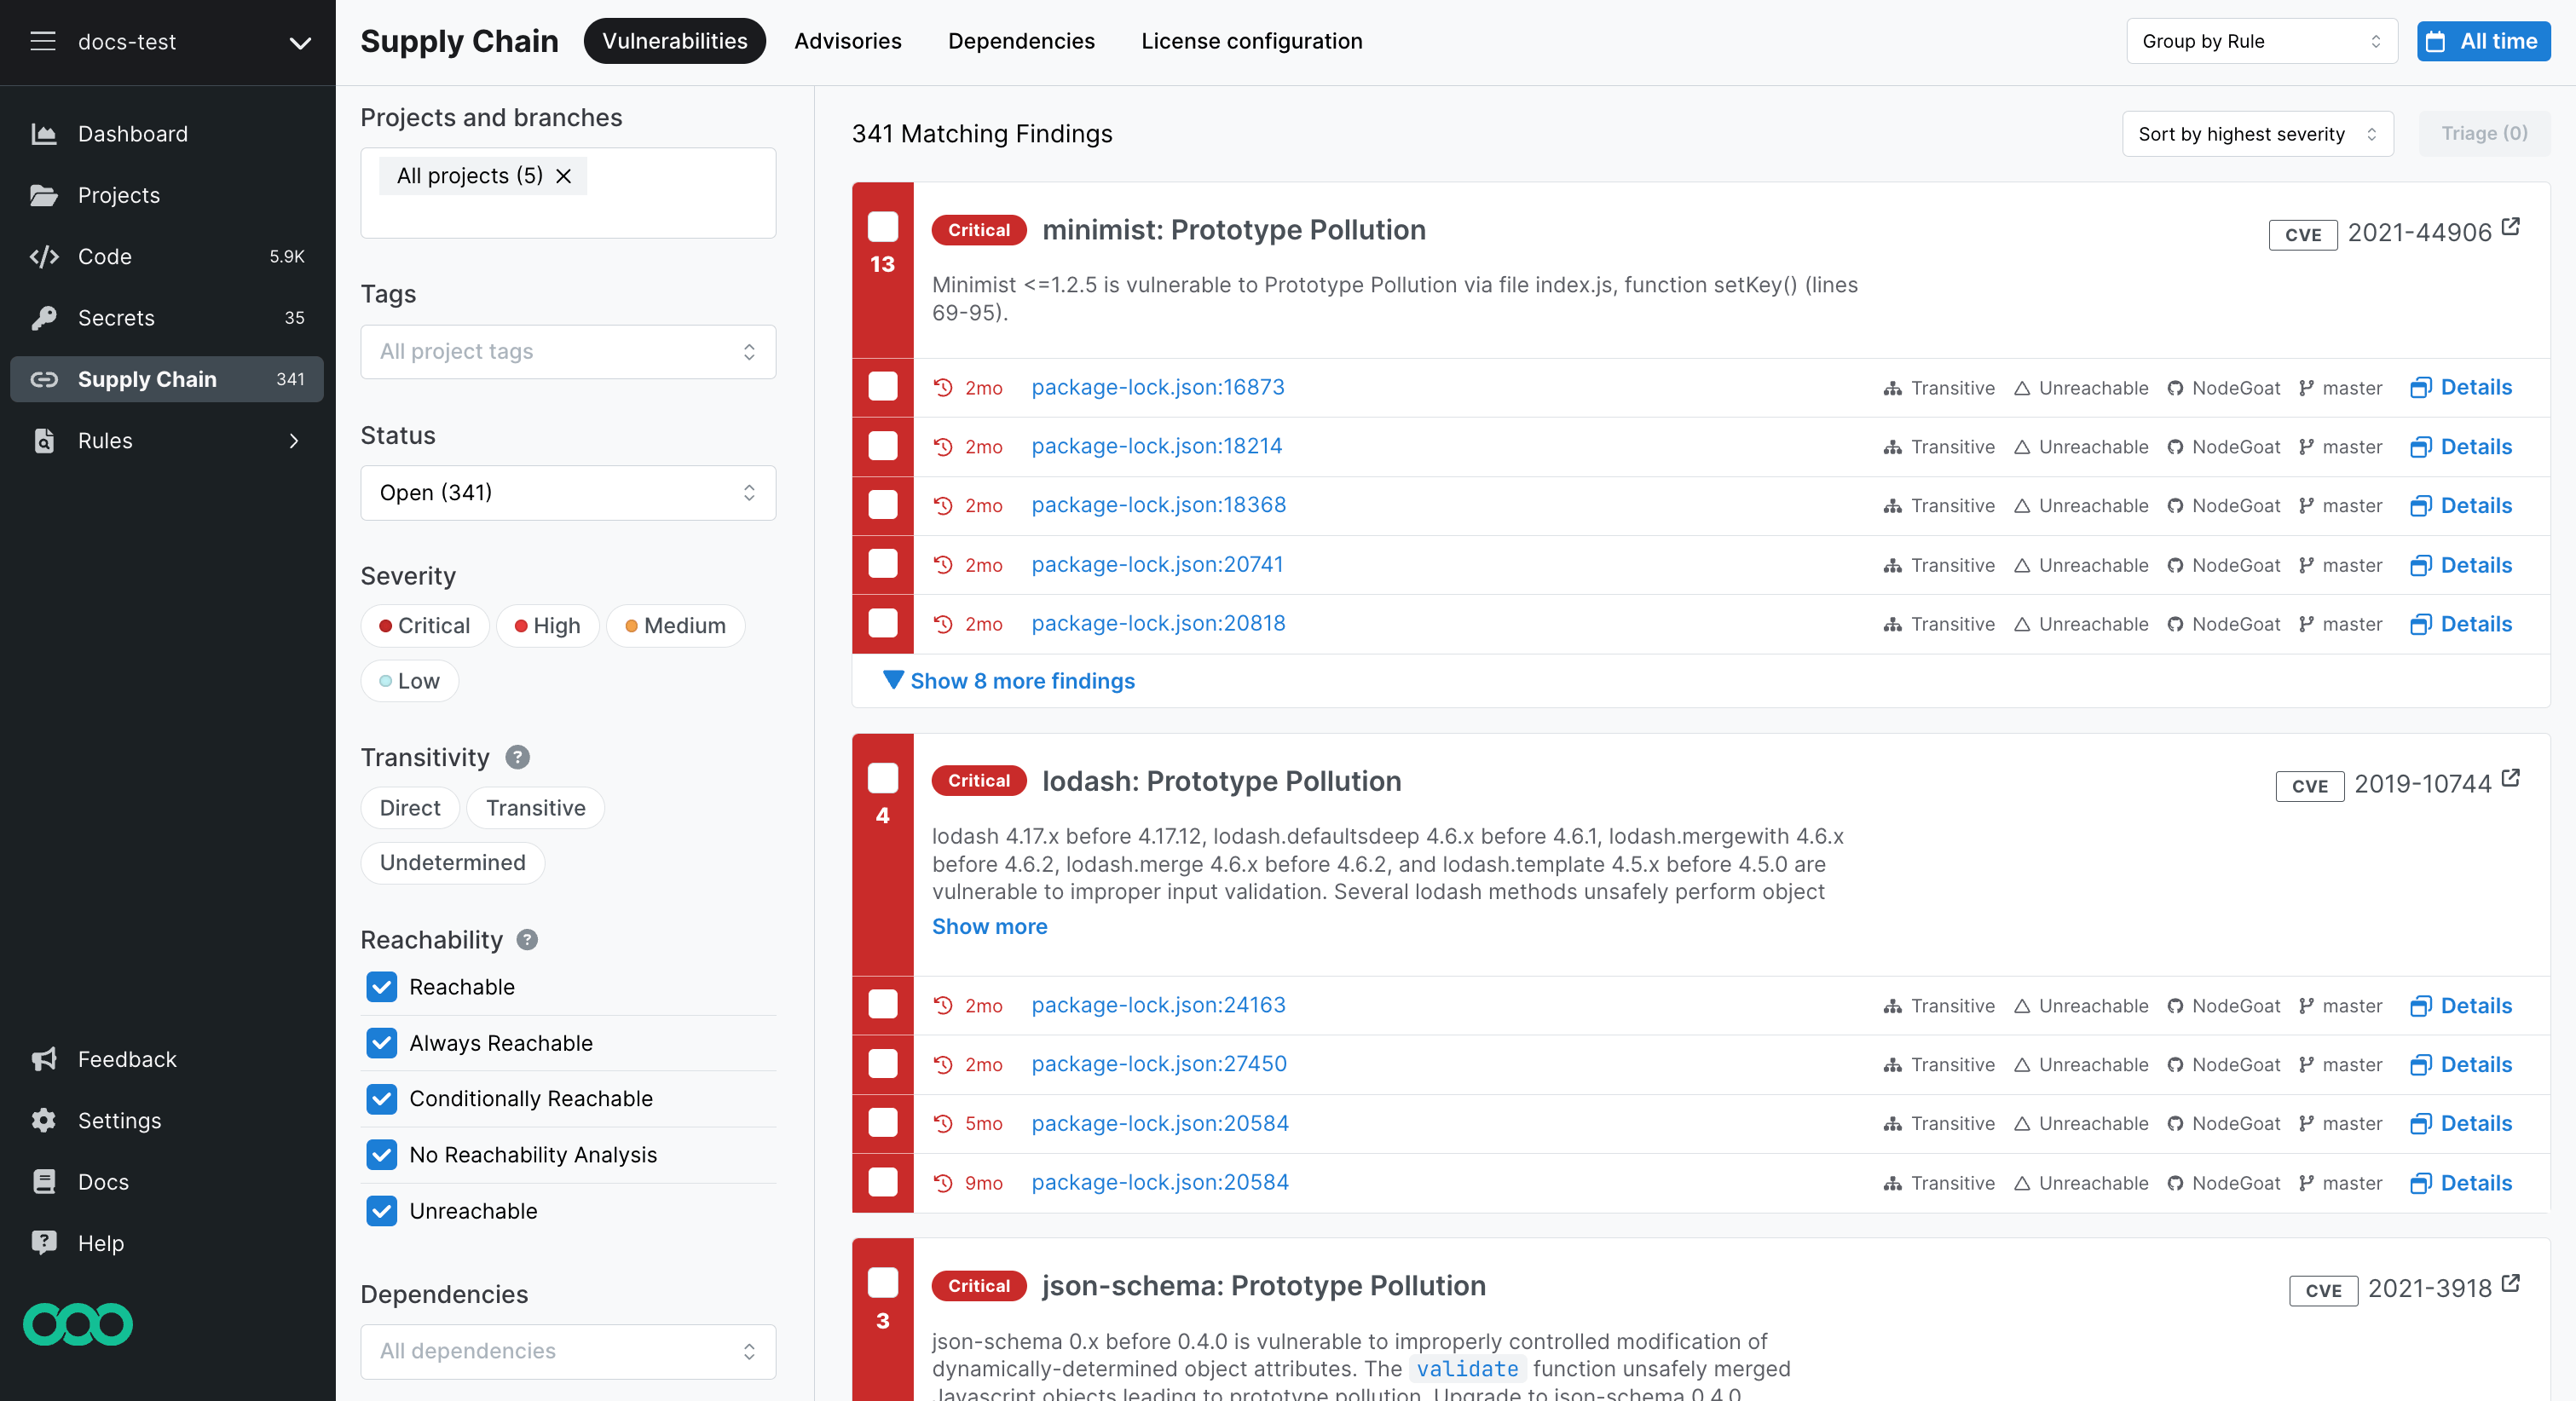 docs-test
Dashboard
Projects
Code 5.9K
Secrets 35
Supply Chain 341
Rules
Feedback
Settings
Docs
Help
Supply Chain Vulnerabilities Advisories Dependencies License configuration Group by Rule All time
Projects and branches
All projects (5)
Tags
All project tags
Status
Open (341)
Severity
Critical High Medium
Low
Transitivity ?
Direct Transitive
Undetermined
Reachability ?
Reachable
Always Reachable
Conditionally Reachable
No Reachability Analysis
Unreachable
Dependencies
All dependencies
341 Matching Findings Sort by highest severity Triage (0)
13
Critical minimist: Prototype Pollution CVE 2021-44906
Minimist <=1.2.5 is vulnerable to Prototype Pollution via file index.js, function setKey() (lines
69-95).
2mo package-lock.json:16873 Transitive Unreachable NodeGoat master Details
2mo package-lock.json:18214 Transitive Unreachable NodeGoat master Details
2mo package-lock.json:18368 Transitive Unreachable NodeGoat master Details
2mo package-lock.json:20741 Transitive Unreachable NodeGoat master Details
2mo package-lock.json:20818 Transitive Unreachable NodeGoat master Details
Show 8 more findings
4
Critical lodash: Prototype Pollution CVE 2019-10744
lodash 4.17.x before 4.17.12, lodash.defaultsdeep 4.6.x before 4.6.1, lodash.mergewith 4.6.x
before 4.6.2, lodash.merge 4.6.x before 4.6.2, and lodash.template 4.5.x before 4.5.0 are
vulnerable to improper input validation. Several lodash methods unsafely perform object
Show more
2mo package-lock.json:24163 Transitive Unreachable NodeGoat master Details
2mo package-lock.json:27450 Transitive Unreachable NodeGoat master Details
5mo package-lock.json:20584 Transitive Unreachable NodeGoat master Details
9mo package-lock.json:20584 Transitive Unreachable NodeGoat master Details
3
Critical json-schema: Prototype Pollution CVE 2021-3918
json-schema 0.x before 0.4.0 is vulnerable to improperly controlled modification of
dynamically-determined object attributes. The validate function unsafely merged
Javascript objects leading to prototype pollution. Upgrade to json-schema 0.4.0